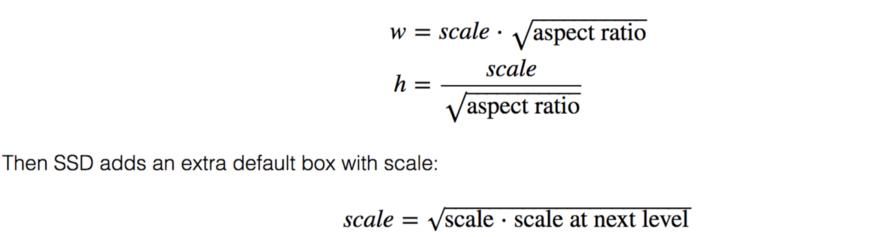 w = scale · √aspect ratio
h = scale / √aspect ratio
Then SSD adds an extra default box with scale:
scale = √scale · scale at next level